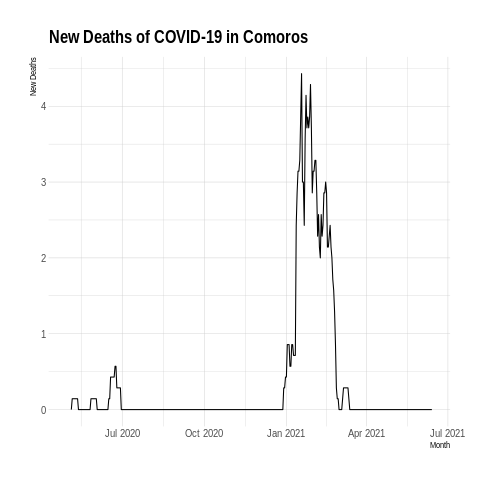 New Deaths of COVID-19 in Comoros
New Deaths
4
3
2
1
0
Jul 2020 Oct 2020 Jan 2021 Apr 2021 Jul 2021
Month